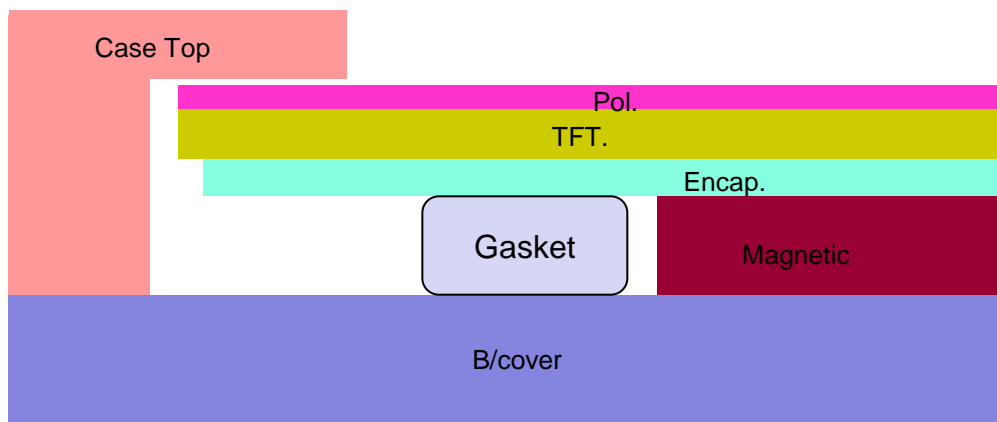 Case Top
Pol.
TFT.
Encap.
Gasket
Magnetic
B/cover